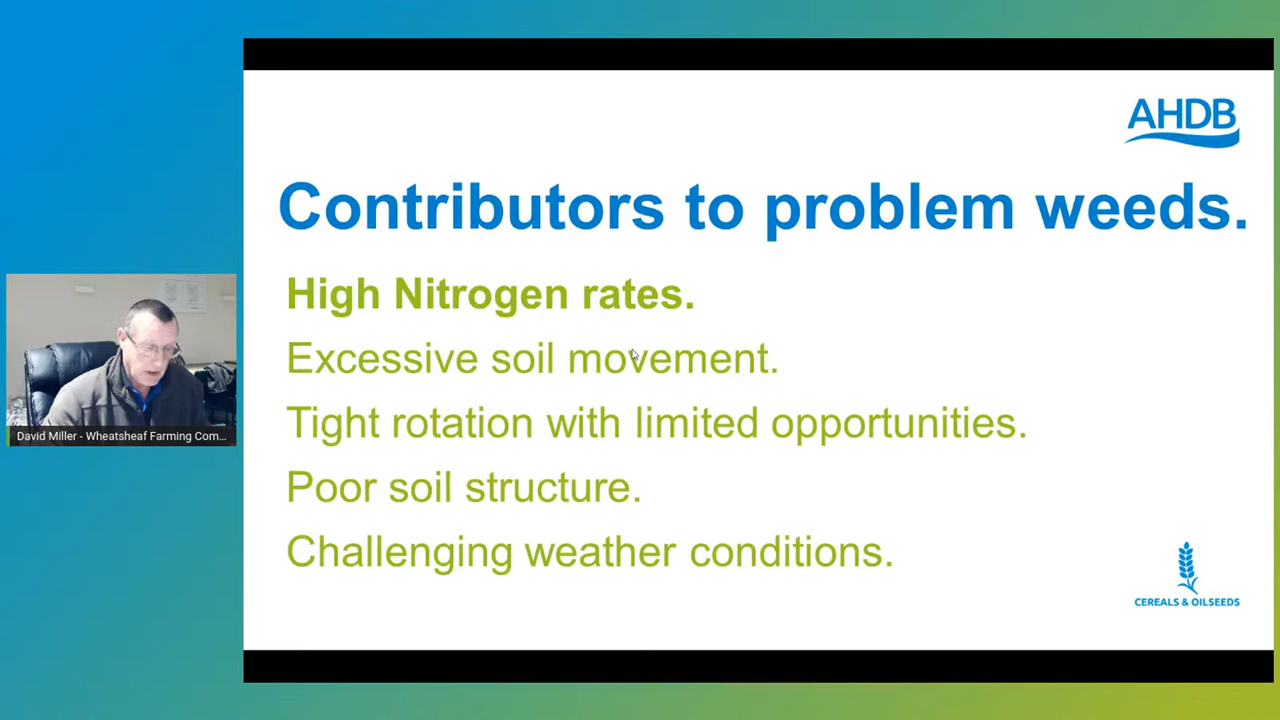 AHDB
Contributors to problem weeds.
High Nitrogen rates.
Excessive soil movement.
Tight rotation with limited opportunities.
Poor soil structure.
Challenging weather conditions.
David Miller - Wheatsheaf Farming Com...
CEREALS & OILSEEDS